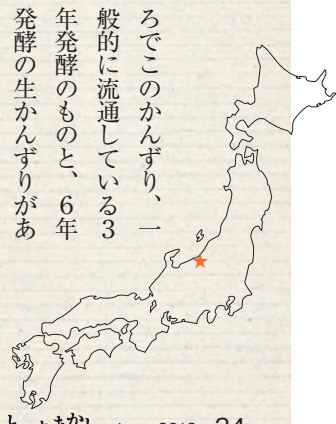 ろでこのかんずり、一
般的に流通している3
年発酵のものと、6年
発酵の生かんずりがあ
24